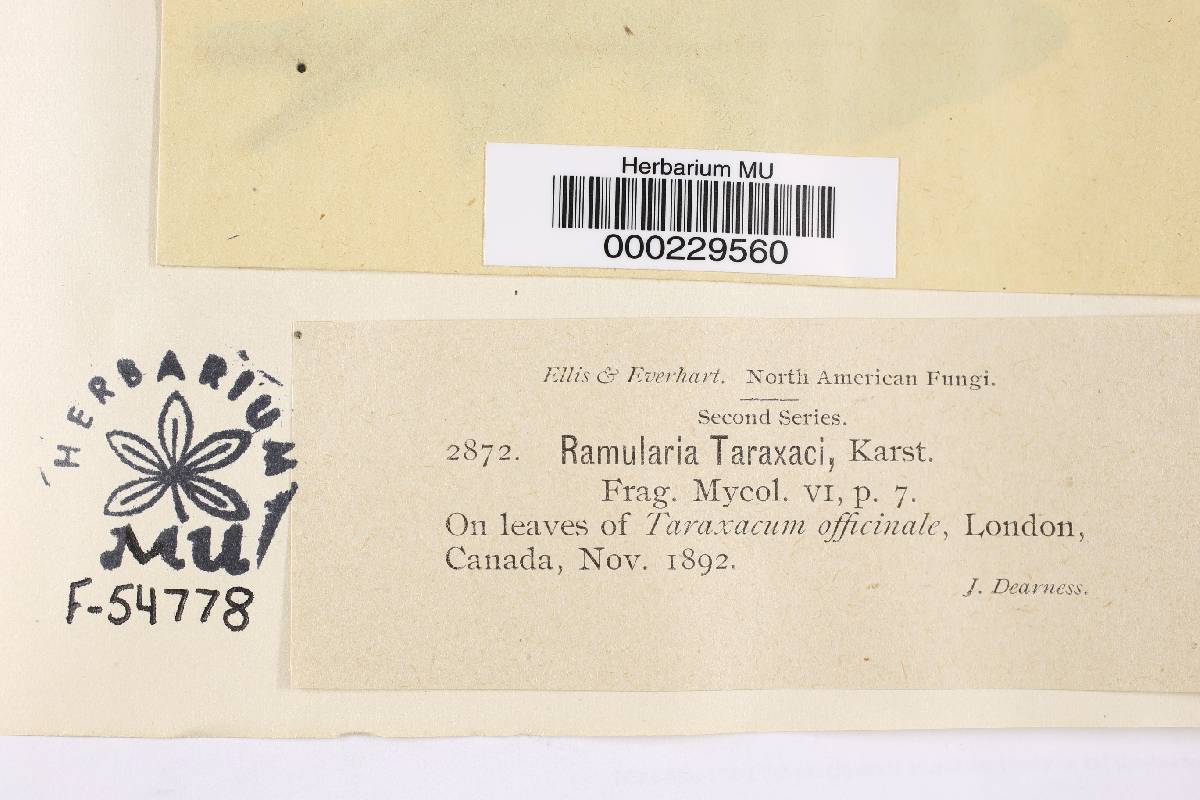 Herbarium MU
000229560
HERBARIUM
MU
F-54778
Ellis & Everhart. North American Fungi.
Second Series.
2872. Ramularia Taraxaci, Karst.
Frag. Mycol. VI, p. 7.
On leaves of Taraxacum officinale, London,
Canada, Nov. 1892.
J. Dearness.